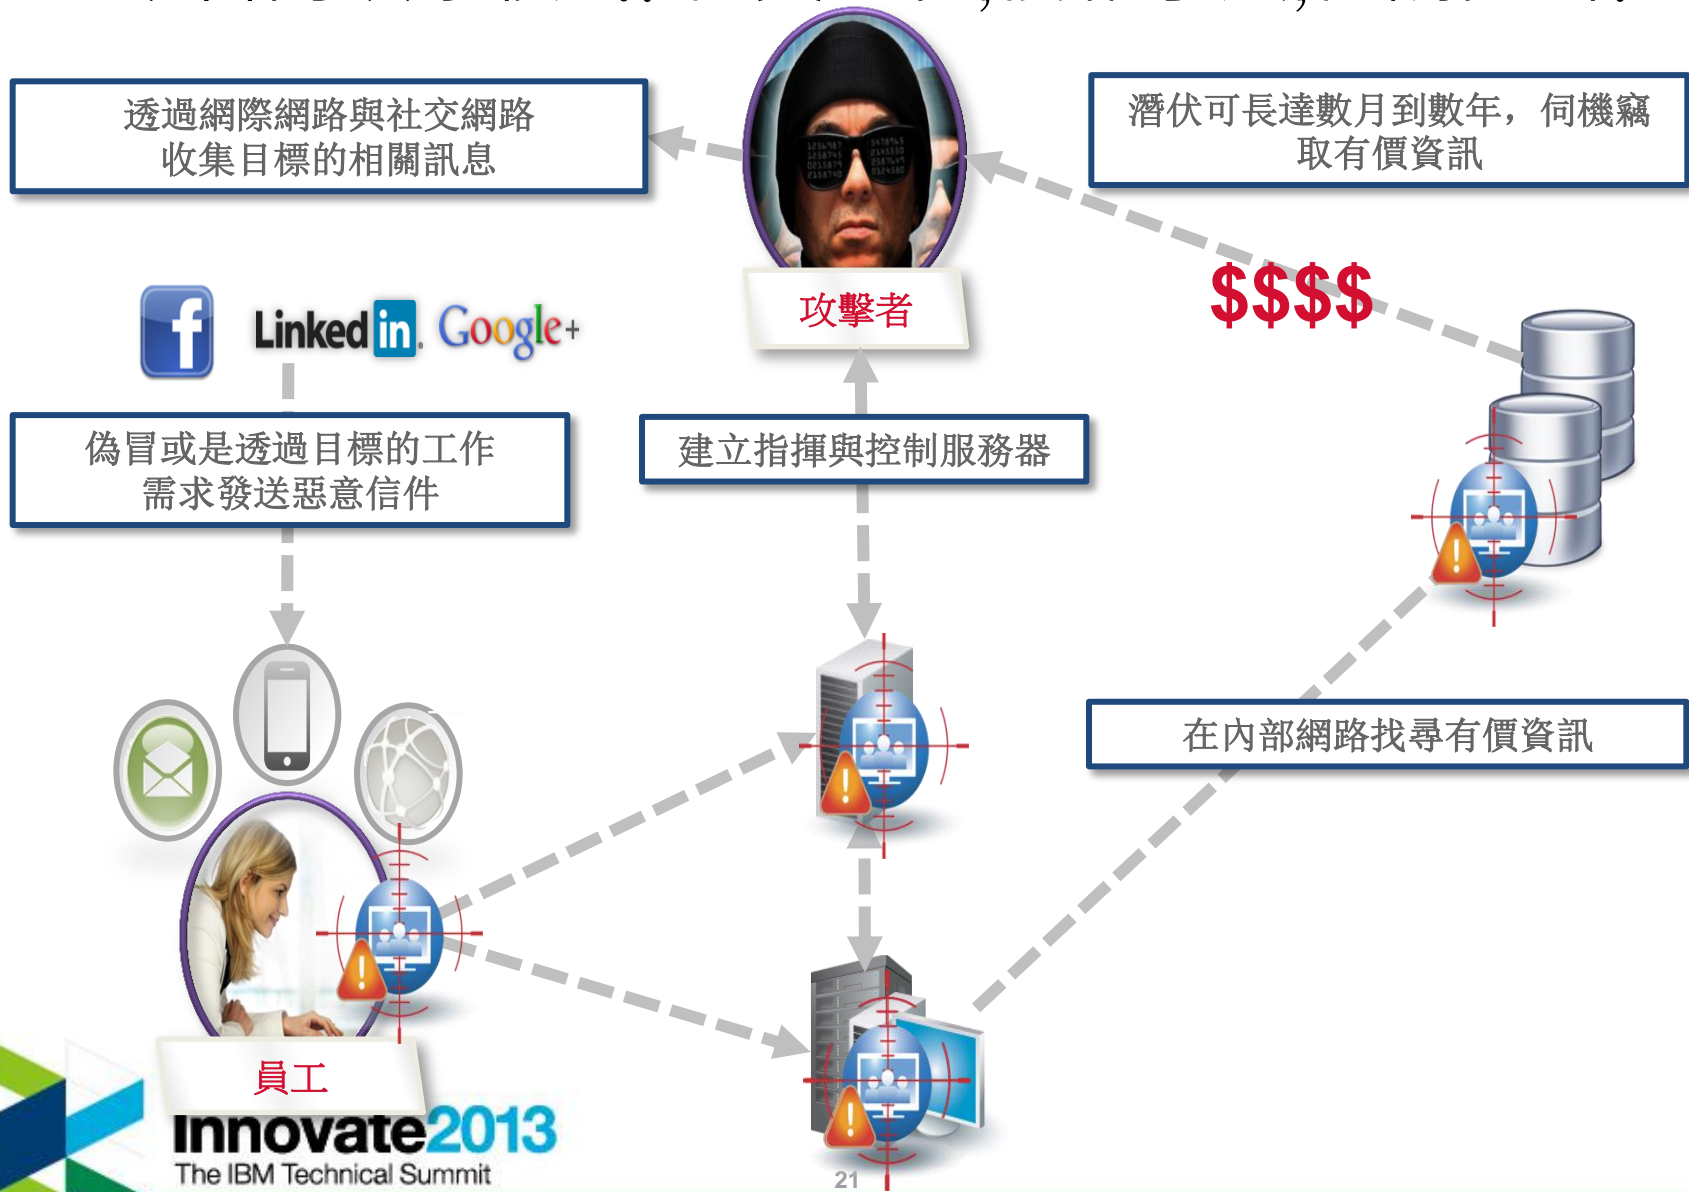 透過網際網路與社交網路
收集目標的相關訊息
潛伏可長達數月到數年，伺機竊
取有價資訊
攻擊者
$$$$
f
Linked in.
Google+
偽冒或是透過目標的工作
需求發送惡意信件
建立指揮與控制服務器
在內部網路找尋有價資訊
員工
Innovate2013
The IBM Technical Summit
21